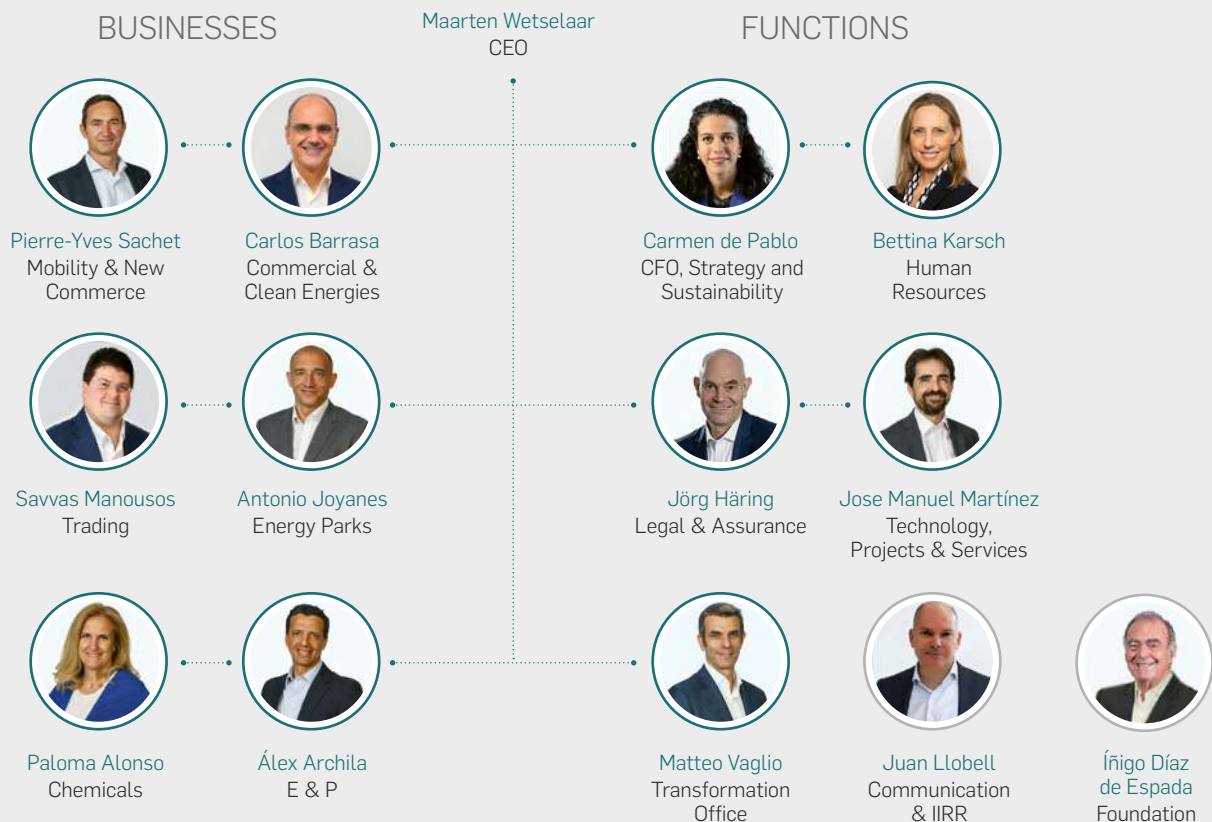 BUSINESSES
Maarten Wetselaar
CEO
FUNCTIONS
Pierre-Yves Sachet
Mobility & New
Commerce
Carlos Barrasa
Commercial &
Clean Energies
Carmen de Pablo
CFO, Strategy and
Sustainability
Bettina Karsch
Human
Resources
Savvas Manousos
Trading
Antonio Joyanes
Energy Parks
Jörg Häring
Legal & Assurance
Jose Manuel Martínez
Technology,
Projects & Services
Paloma Alonso
Chemicals
Álex Archila
E & P
Matteo Vaglio
Transformation
Office
Juan Llobell
Communication
& IIRR
Íñigo Díaz
de Espada
Foundation